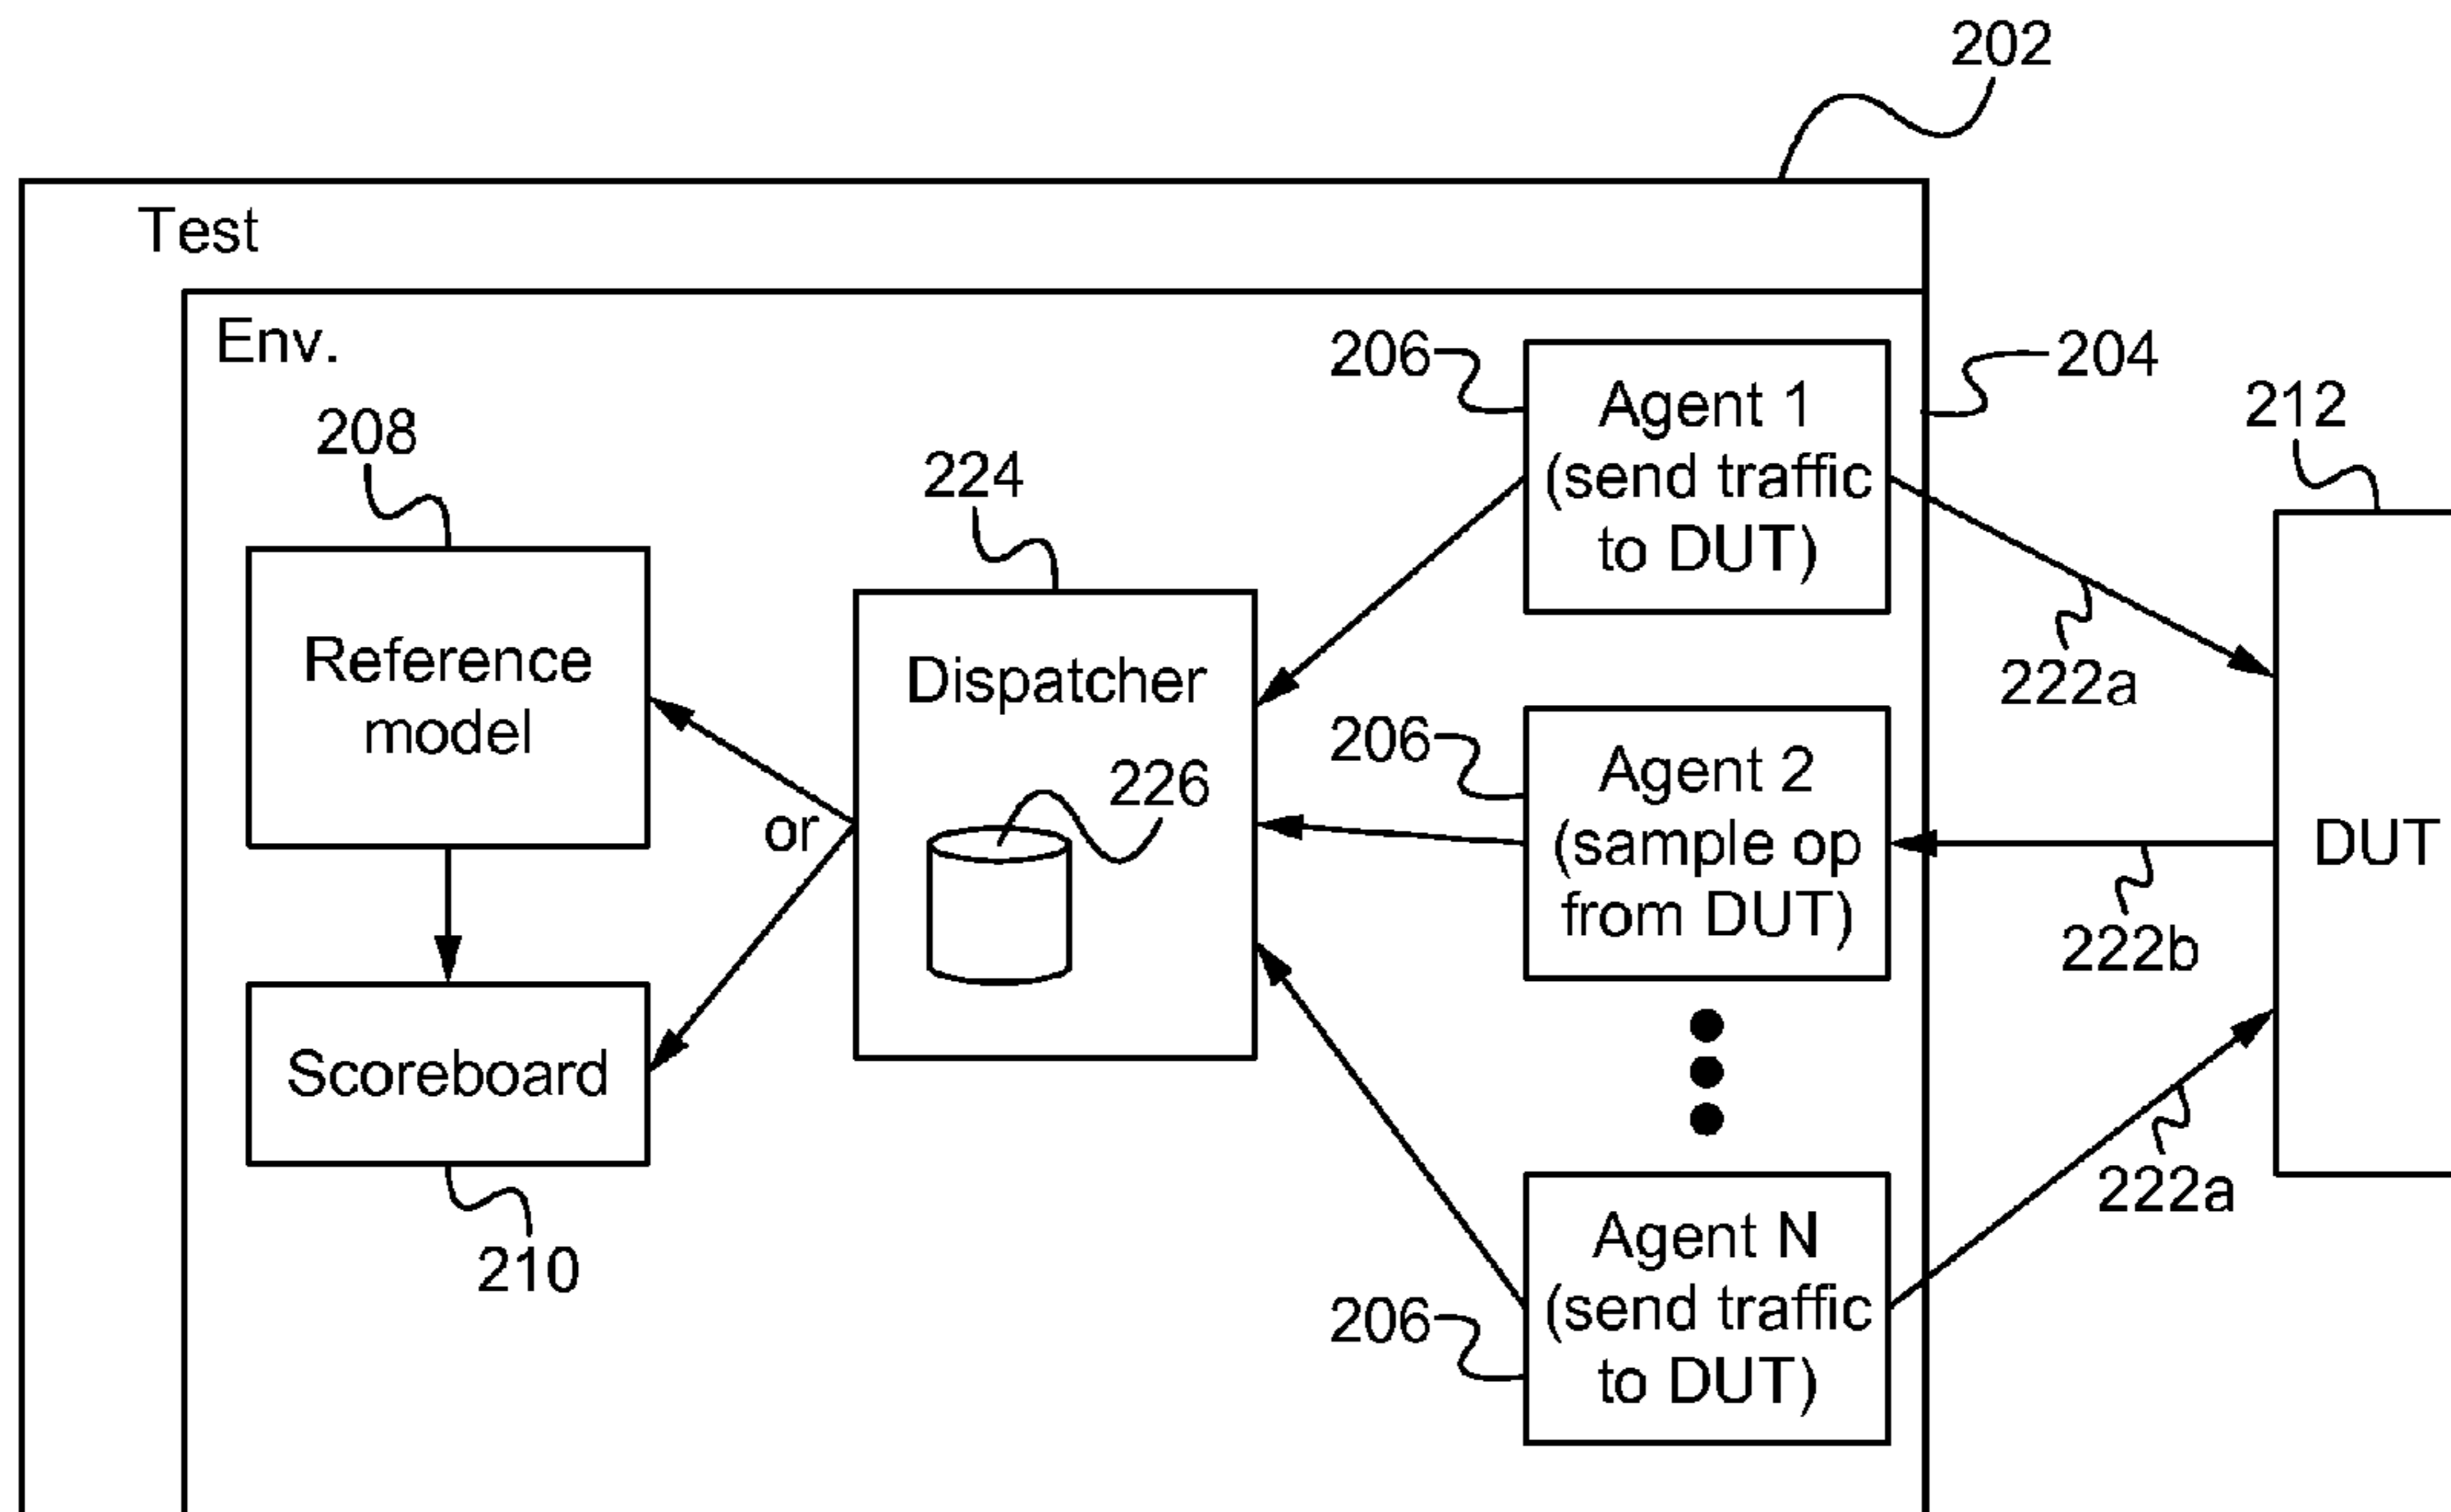 202
Test
Env.
206
Agent 1
(send traffic
to DUT)
204
212
208
224
222a
Reference
model
Dispatcher
226
or
206
Agent 2
(sample op
from DUT)
DUT
222b
Scoreboard
210
222a
206
Agent N
(send traffic
to DUT)